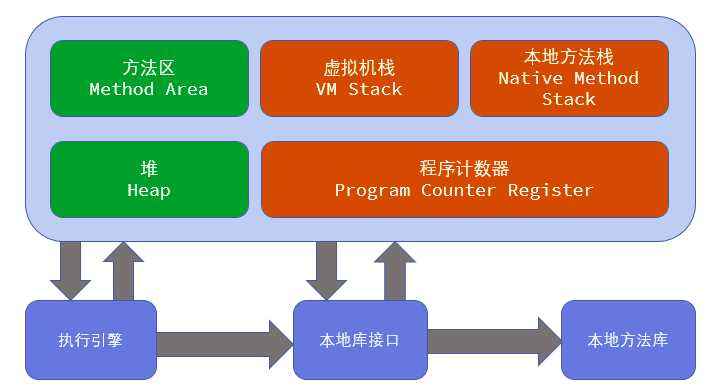 方法区
Method Area
虚拟机栈
VM Stack
本地方法栈
Native Method
Stack
堆
Heap
程序计数器
Program Counter Register
执行引擎
本地库接口
本地方法库